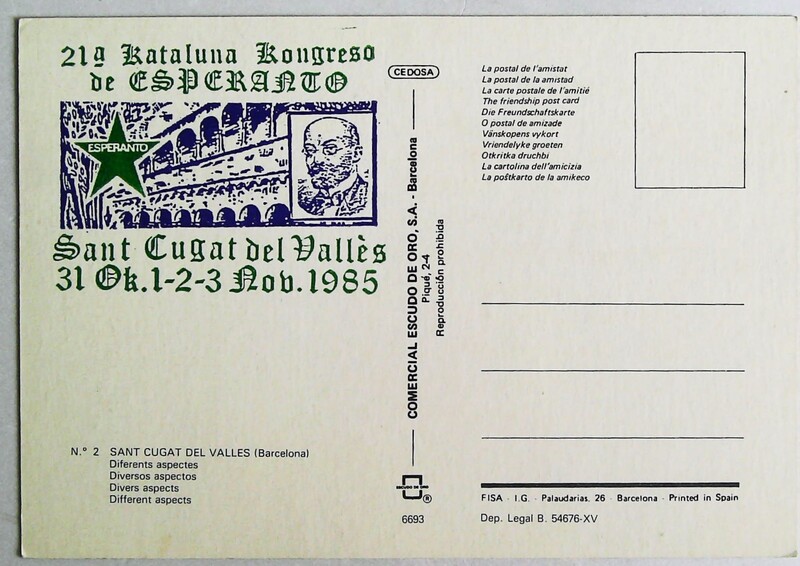 21ª Kataluna Kongreso
de ESPERANTO
ESPERANTO
Sant Cugat del Vallès
31 Ok.1-2-3 Nov.1985
N.° 2 SANT CUGAT DEL VALLES (Barcelona)
Diferents aspectes
Diversos aspectos
Divers aspects
Different aspects
CEDOSA
COMERCIAL ESCUDO DE ORO, S.A. - Barcelona
Piqué, 2-4
Reproducción prohibida
ESCUDO DE ORO
®
6693
La postal de l'amistat
La postal de la amistad
La carte postale de l'amitié
The friendship post card
Die Freundschaftskarte
O postal de amizade
Vänskopens vykort
Vriendelyke groeten
Otkritka druchbi
La cartolina dell'amicizia
La poŝtkarto de la amikeco
FISA - I.G. - Palaudarias, 26 - Barcelona - Printed in Spain
Dep. Legal B. 54676-XV